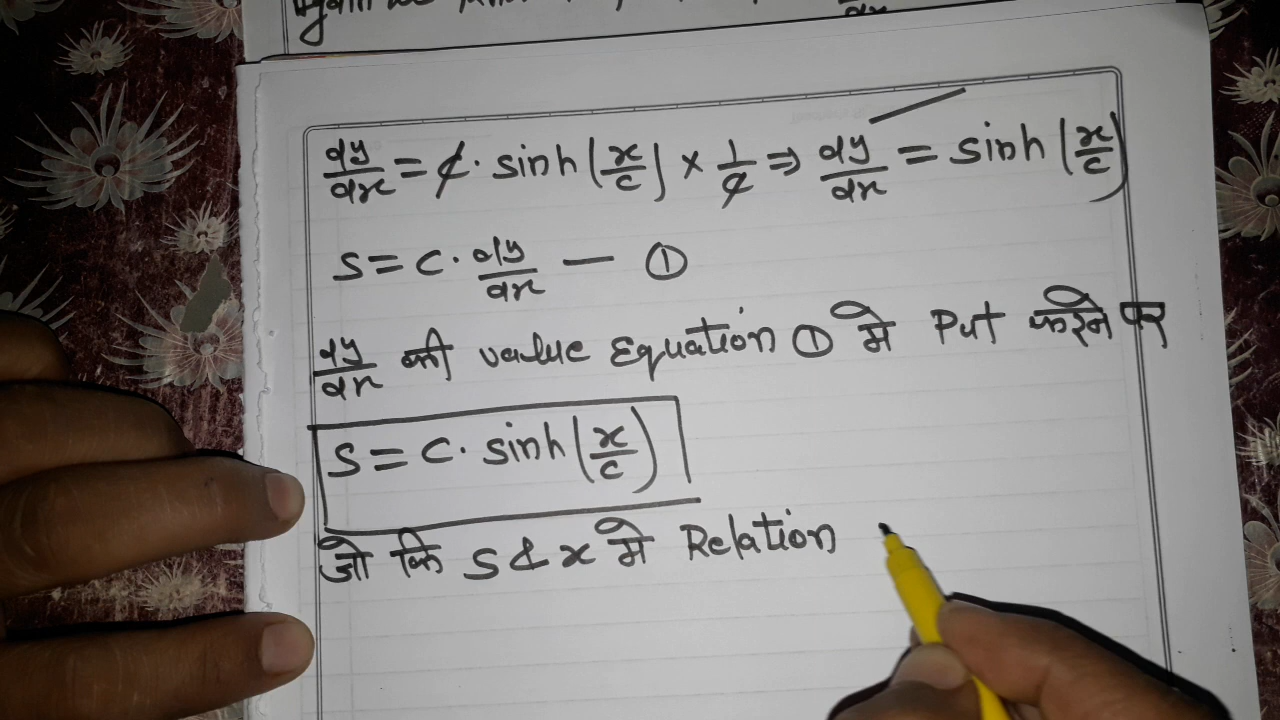 dy/dx = c · sinh(x/c) × 1/c ⇒ dy/dx = sinh(x/c)
S = c · dy/dx — ①
dy/dx की value Equation ① मे Put करने पर
S = c · sinh(x/c)
जो कि S & x मे Relation